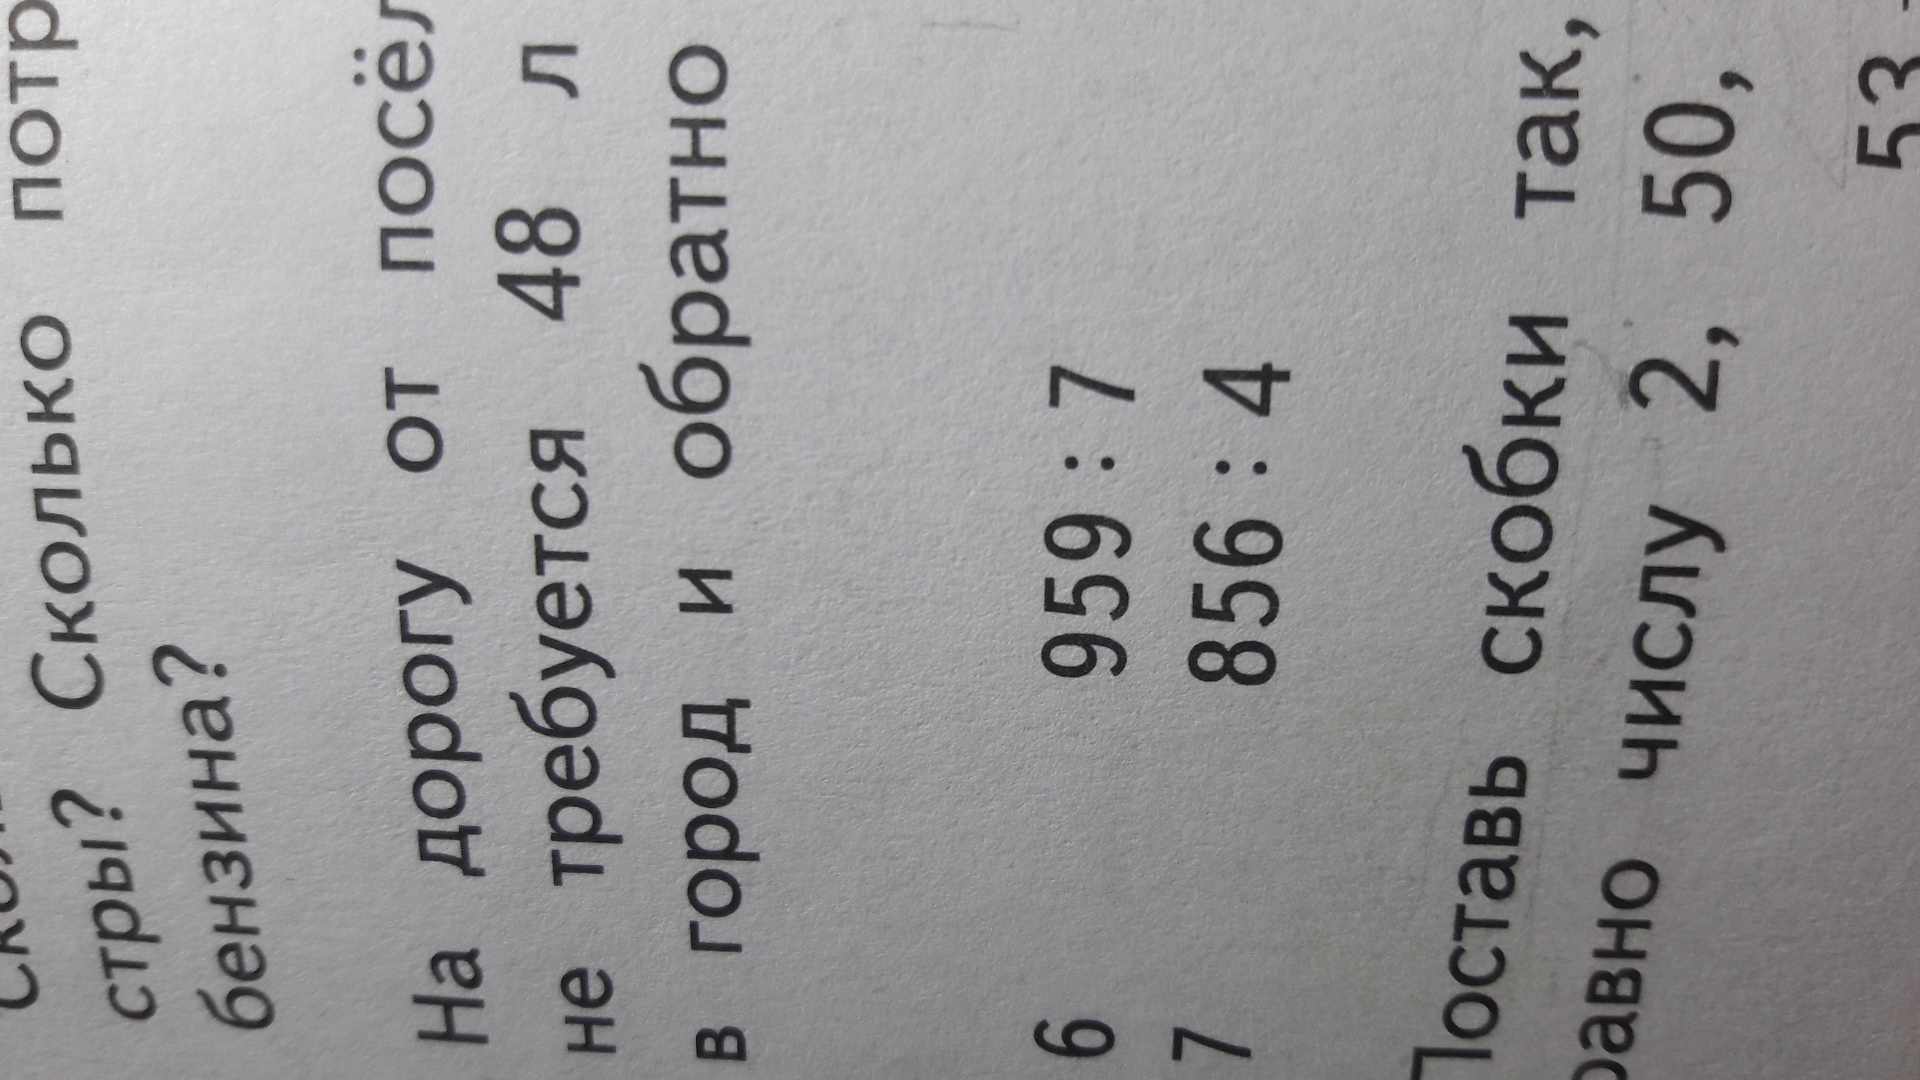 Сколько потр
стры?
бензина?
На дорогу от посёл
не требуется 48 л
в город и обратно
6 959 : 7
7 856 : 4
Поставь скобки так,
равно числу 2, 50,
53